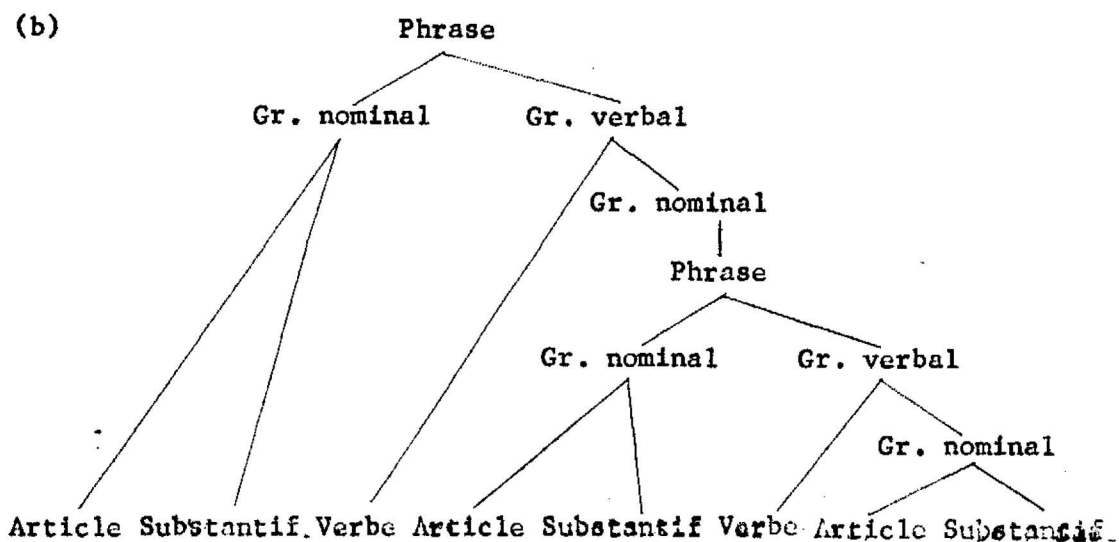 (b) Phrase
Gr. nominal Gr. verbal
Gr. nominal
Phrase
Gr. nominal Gr. verbal
Gr. nominal
Article Substantif Verbe Article Substantif Verbe Article Substantif